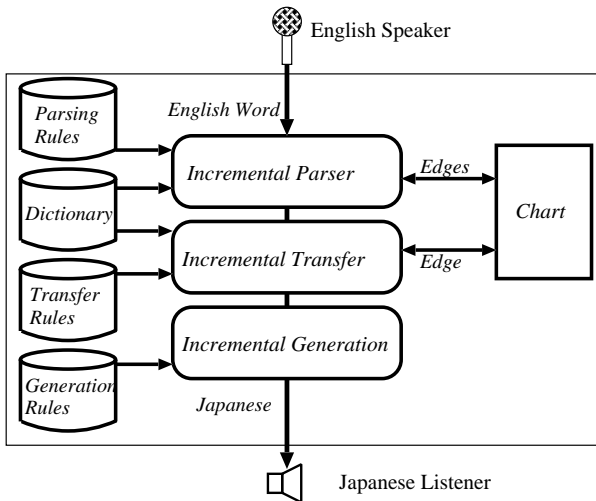 English Speaker
English Word
Parsing
Rules
Incremental Parser
Edges
Dictionary
Chart
Incremental Transfer
Edge
Transfer
Rules
Incremental Generation
Generation
Rules
Japanese
Japanese Listener